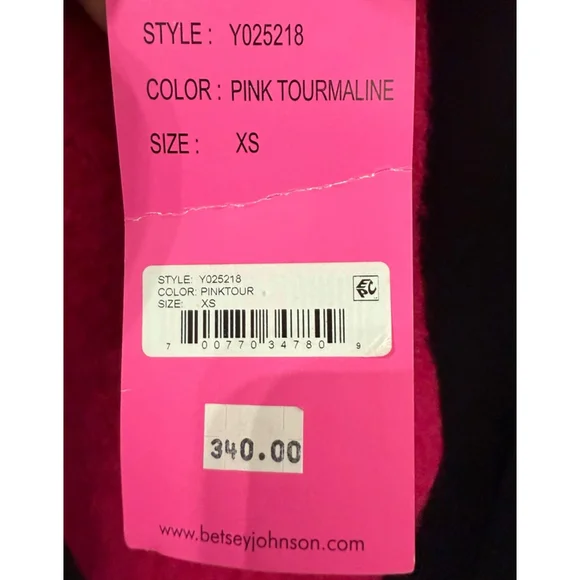 STYLE : Y025218
COLOR : PINK TOURMALINE
SIZE : XS
STYLE: Y025218
COLOR: PINKTOUR
SIZE: XS
EPC
7 00770 34780 9
340.00
www.betseyjohnson.com